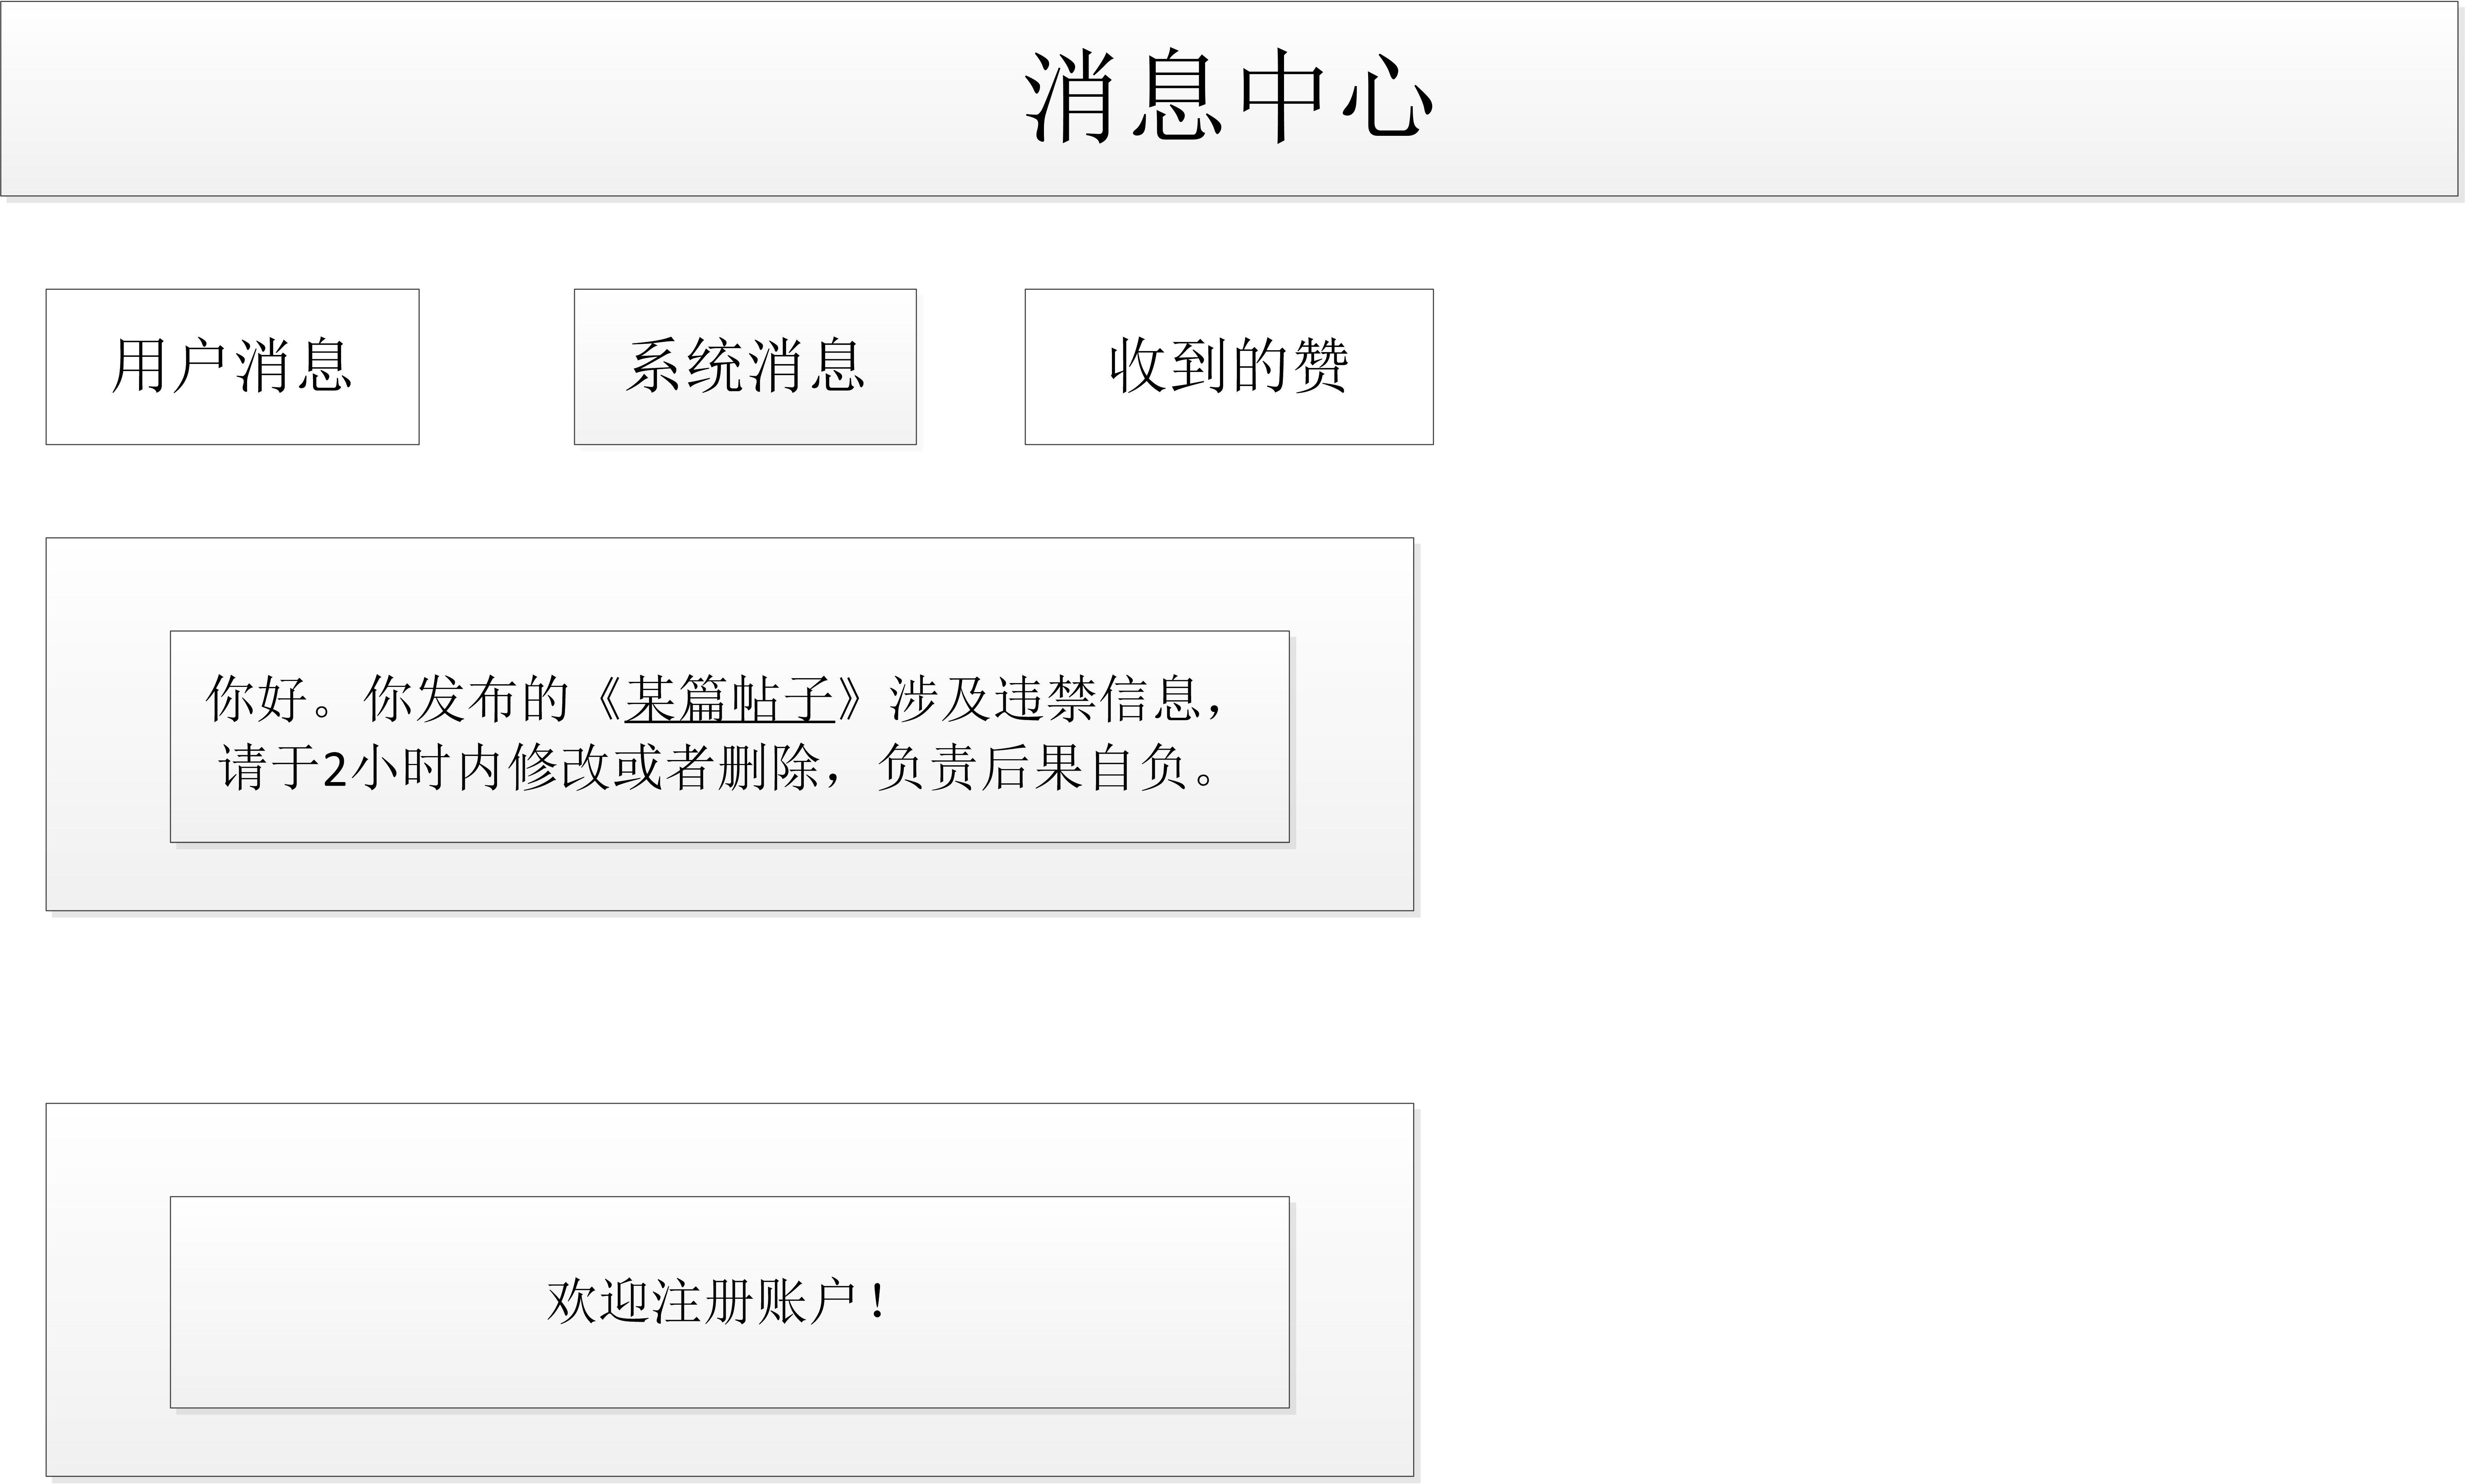 消息中心
用户消息
系统消息
收到的赞
你好。你发布的《某篇帖子》涉及违禁信息，
请于2小时内修改或者删除，负责后果自负。
欢迎注册账户！